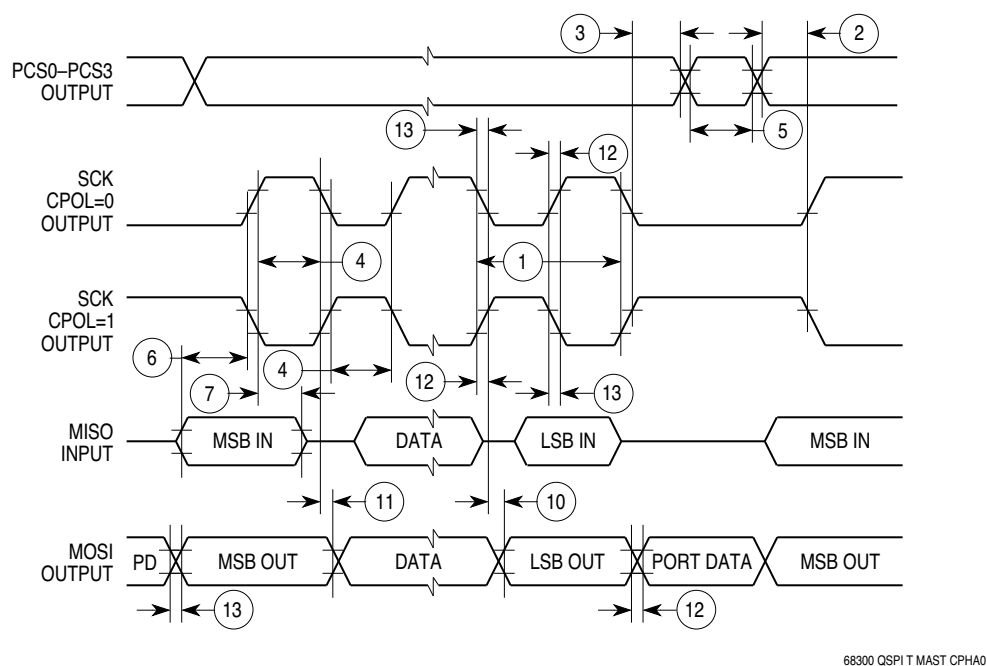 3
2
PCS0–PCS3
OUTPUT
13
5
12
SCK
CPOL=0
OUTPUT
4
1
SCK
CPOL=1
OUTPUT
6
4
12
7
13
MISO
INPUT
MSB IN
DATA
LSB IN
MSB IN
11
10
MOSI
OUTPUT
PD
MSB OUT
DATA
LSB OUT
PORT DATA
MSB OUT
13
12
68300 QSPI T MAST CPHA0